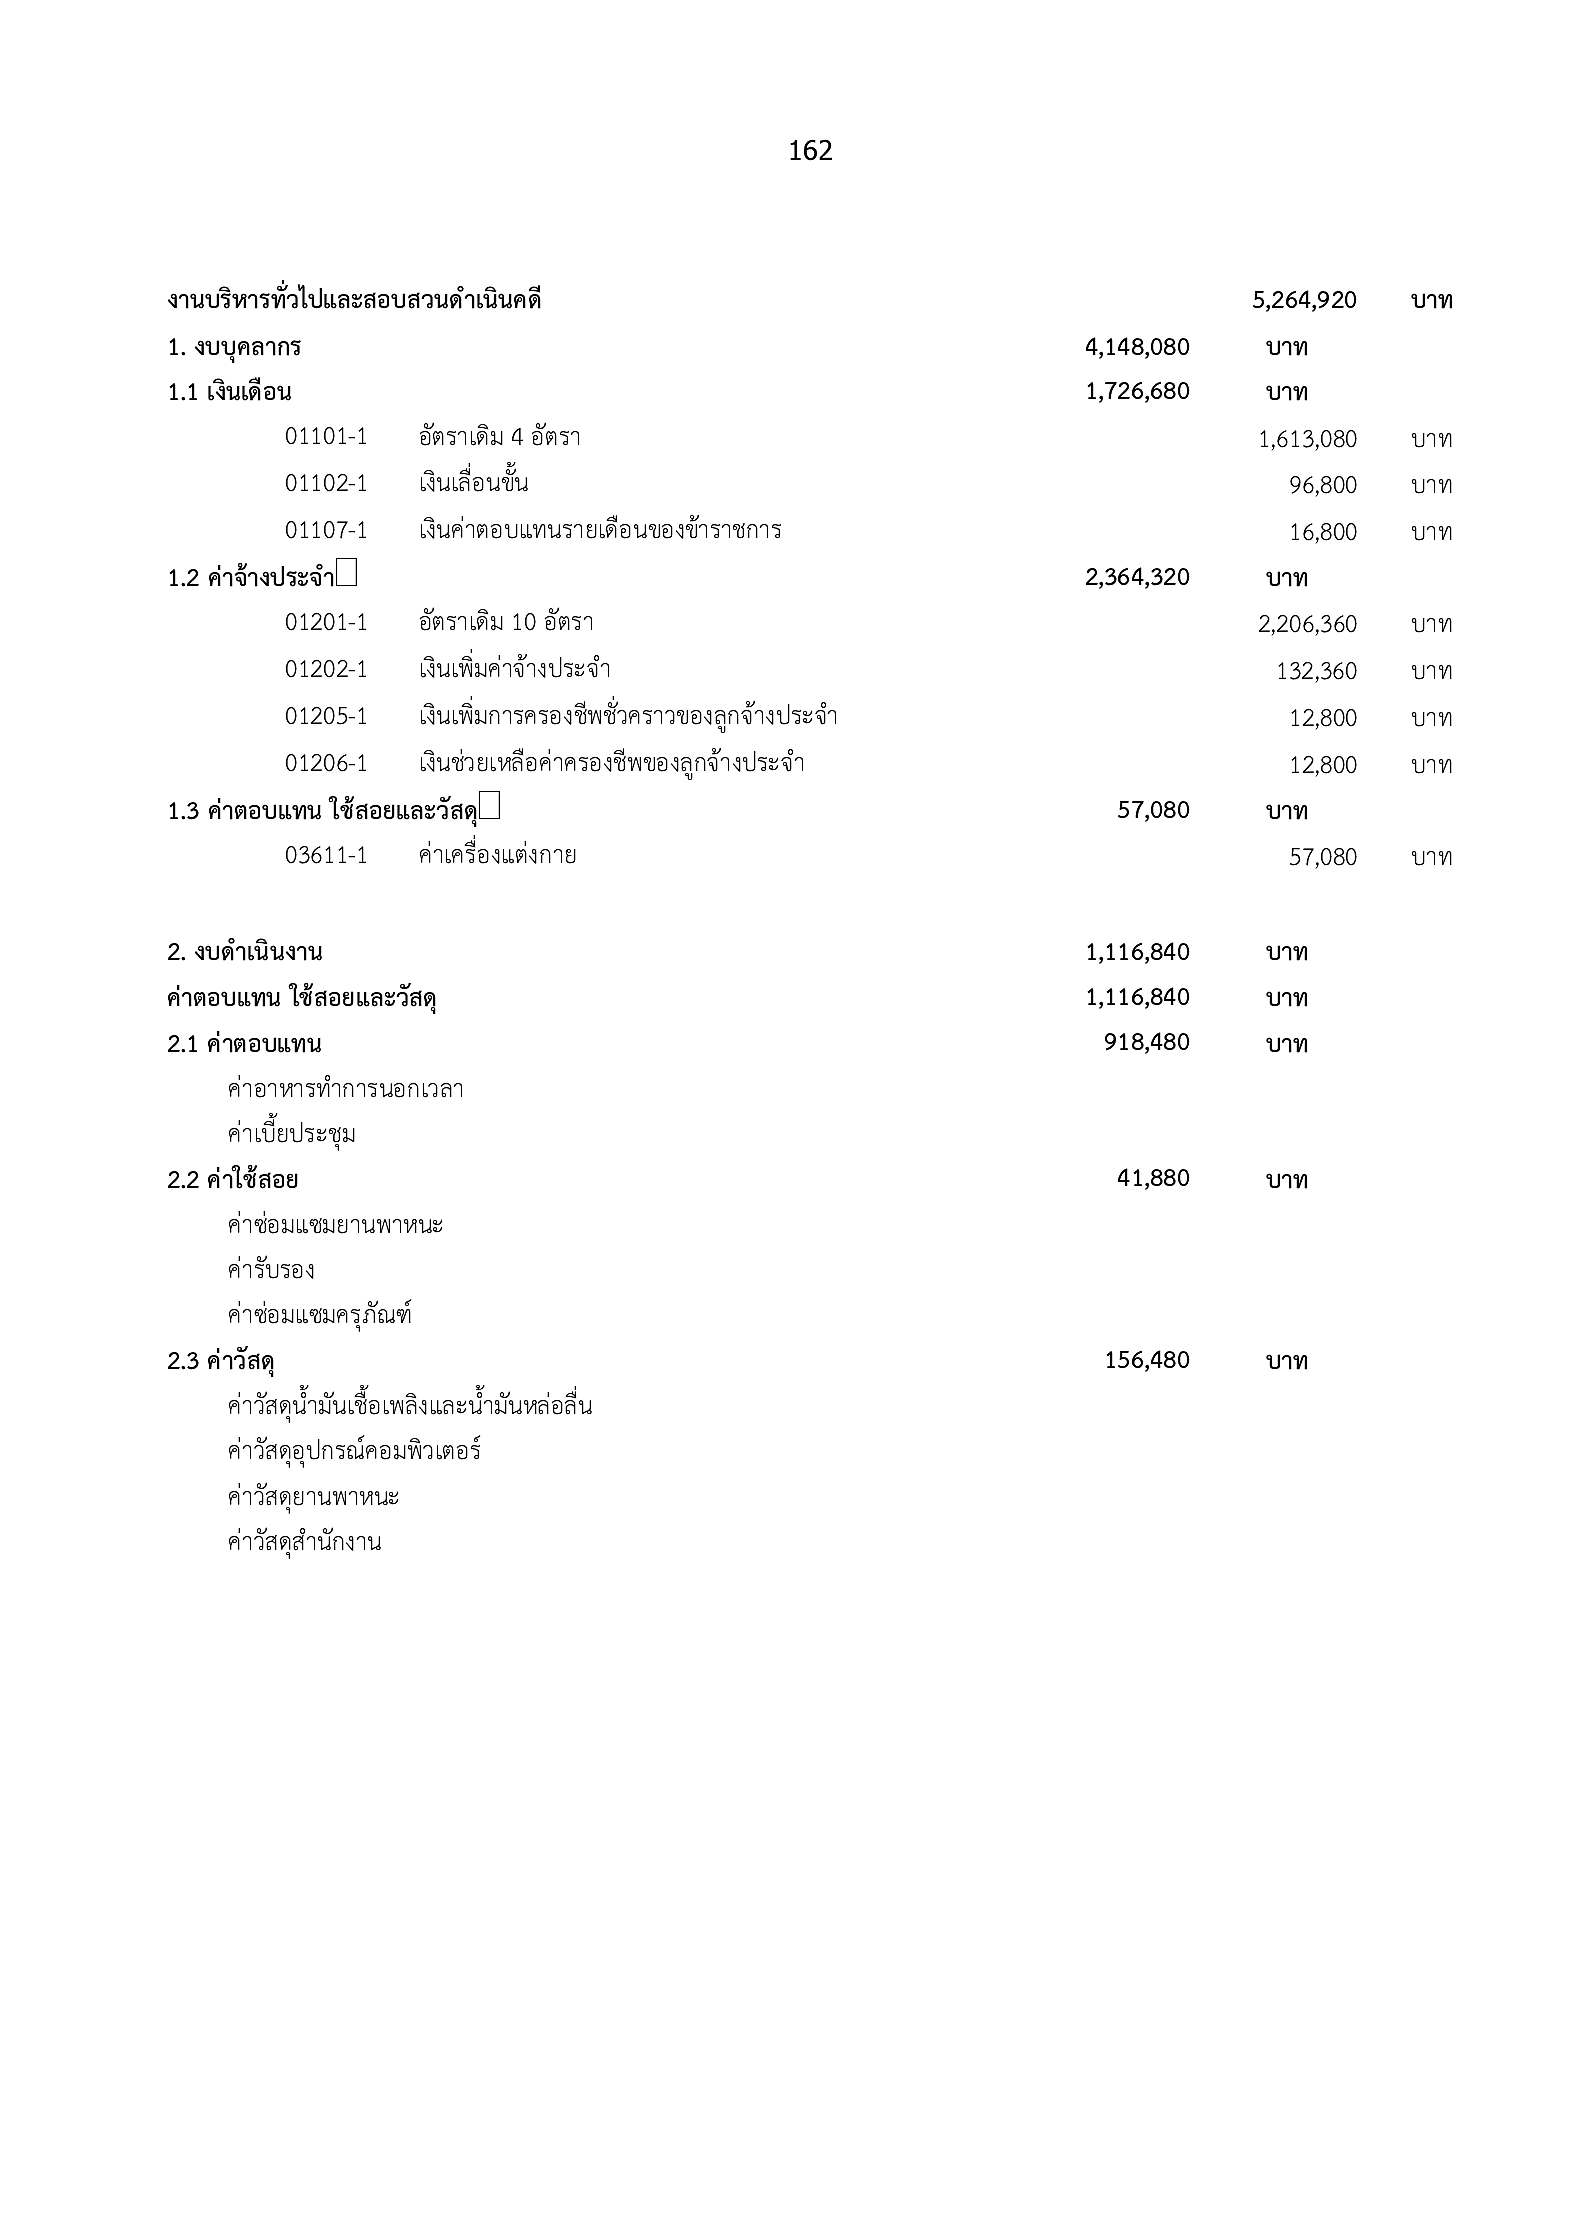 162
งานบริหารทั่วไปและสอบสวนดำเนินคดี 5,264,920 บาท
1. งบบุคลากร 4,148,080 บาท
1.1 เงินเดือน 1,726,680 บาท
01101-1 อัตราเดิม 4 อัตรา 1,613,080 บาท
01102-1 เงินเลื่อนขั้น 96,800 บาท
01107-1 เงินค่าตอบแทนรายเดือนของข้าราชการ 16,800 บาท
1.2 ค่าจ้างประจำ 2,364,320 บาท
01201-1 อัตราเดิม 10 อัตรา 2,206,360 บาท
01202-1 เงินเพิ่มค่าจ้างประจำ 132,360 บาท
01205-1 เงินเพิ่มการครองชีพชั่วคราวของลูกจ้างประจำ 12,800 บาท
01206-1 เงินช่วยเหลือค่าครองชีพของลูกจ้างประจำ 12,800 บาท
1.3 ค่าตอบแทน ใช้สอยและวัสดุ 57,080 บาท
03611-1 ค่าเครื่องแต่งกาย 57,080 บาท
2. งบดำเนินงาน 1,116,840 บาท
ค่าตอบแทน ใช้สอยและวัสดุ 1,116,840 บาท
2.1 ค่าตอบแทน 918,480 บาท
ค่าอาหารทำการนอกเวลา
ค่าเบี้ยประชุม
2.2 ค่าใช้สอย 41,880 บาท
ค่าซ่อมแซมยานพาหนะ
ค่ารับรอง
ค่าซ่อมแซมครุภัณฑ์
2.3 ค่าวัสดุ 156,480 บาท
ค่าวัสดุน้ำมันเชื้อเพลิงและน้ำมันหล่อลื่น
ค่าวัสดุอุปกรณ์คอมพิวเตอร์
ค่าวัสดุยานพาหนะ
ค่าวัสดุสำนักงาน